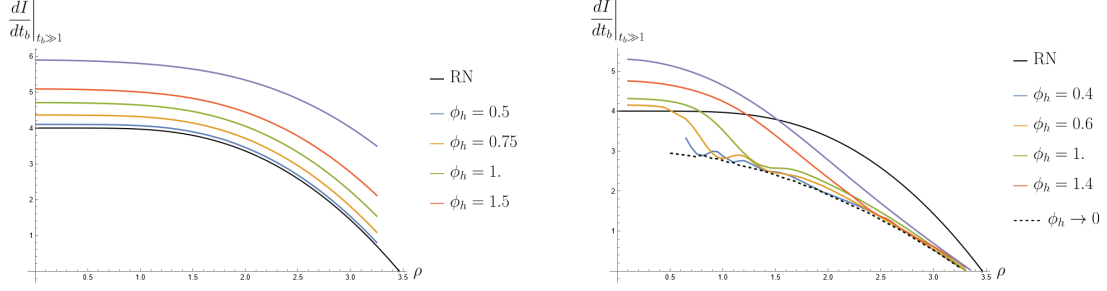 dI/dt_b|_{t_b≫1}
6
5
4
3
2
1
0.5 1.0 1.5 2.0 2.5 3.0 3.5 ρ
RN
ϕ_h = 0.5
ϕ_h = 0.75
ϕ_h = 1.
ϕ_h = 1.5
dI/dt_b|_{t_b≫1}
5
4
3
2
1
0.5 1.0 1.5 2.0 2.5 3.0 3.5 ρ
RN
ϕ_h = 0.4
ϕ_h = 0.6
ϕ_h = 1.
ϕ_h = 1.4
ϕ_h → 0